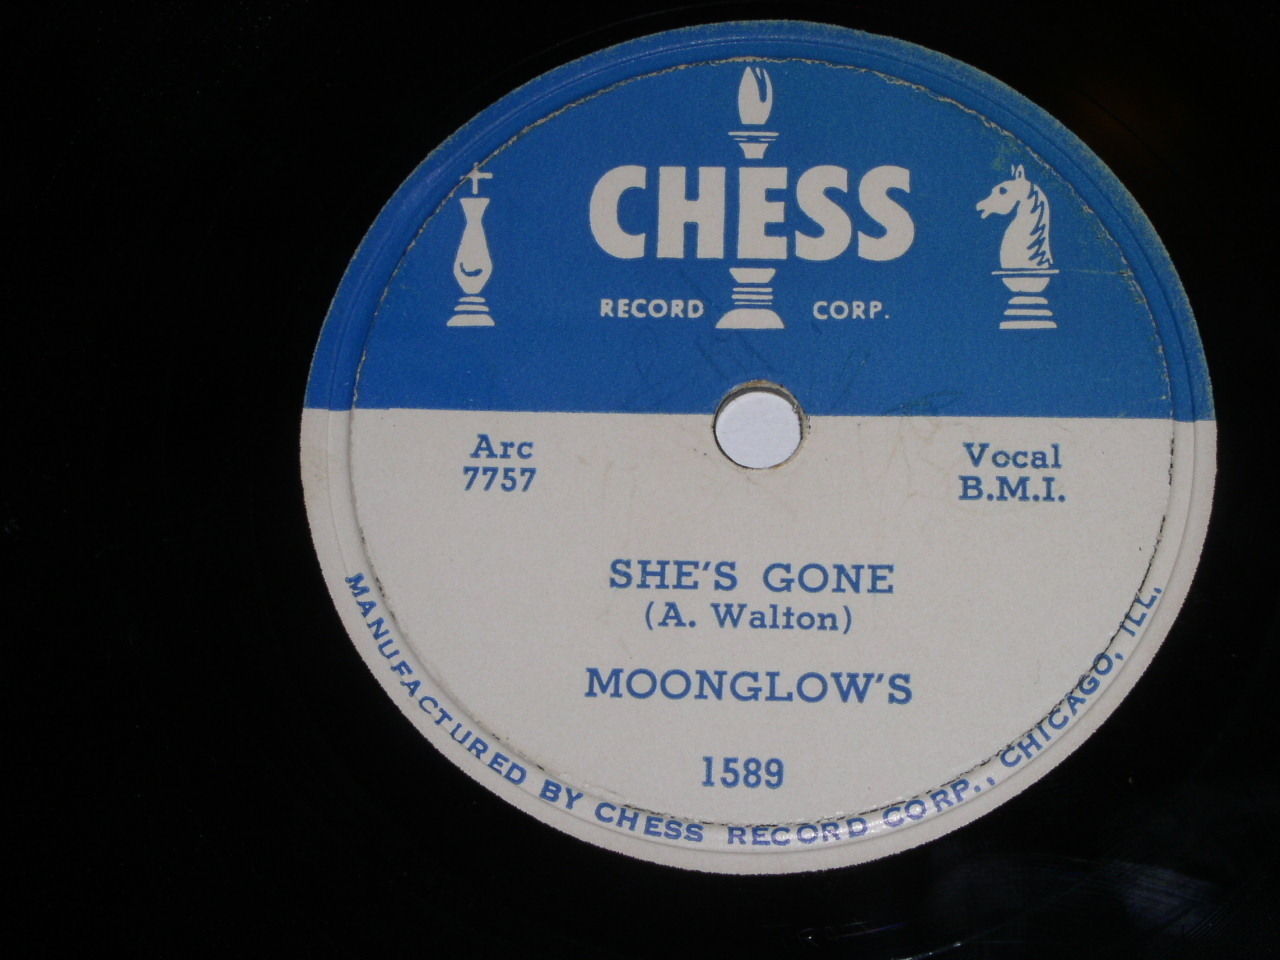 CHESS
RECORD CORP.
Arc
7757
Vocal
B.M.I.
SHE'S GONE
(A. Walton)
MOONGLOW'S
1589
MANUFACTURED BY CHESS RECORD CORP., CHICAGO, ILL.